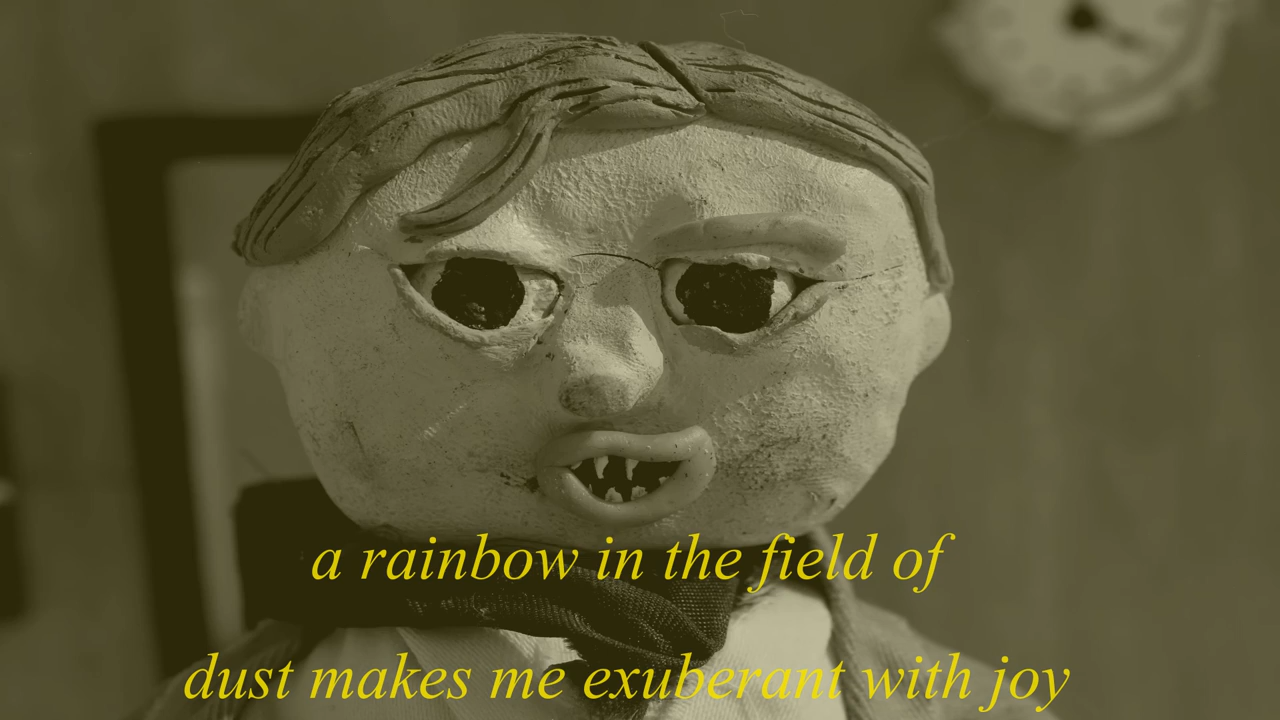 a rainbow in the field of
dust makes me exuberant with joy